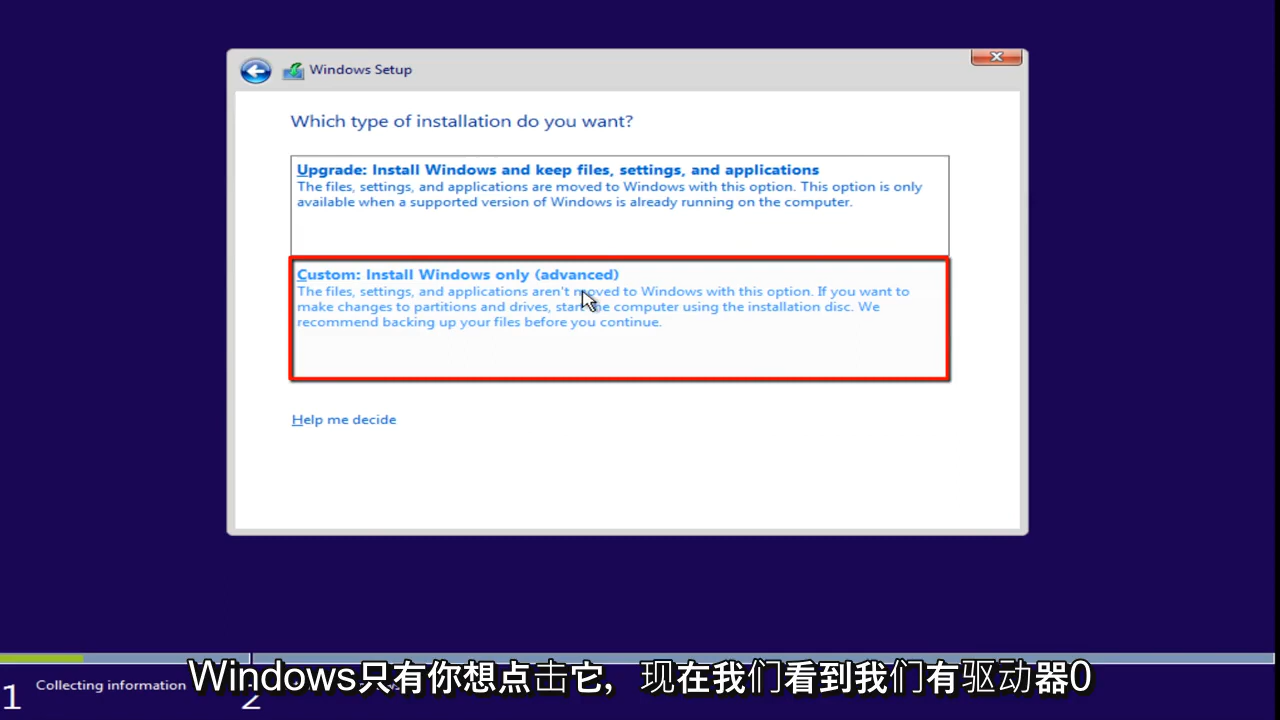 Windows Setup
Which type of installation do you want?
Upgrade: Install Windows and keep files, settings, and applications
The files, settings, and applications are moved to Windows with this option. This option is only
available when a supported version of Windows is already running on the computer.
Custom: Install Windows only (advanced)
The files, settings, and applications aren't moved to Windows with this option. If you want to
make changes to partitions and drives, start the computer using the installation disc. We
recommend backing up your files before you continue.
Help me decide
1 Collecting information 2
Windows只有你想点击它, 现在我们看到我们有驱动器0